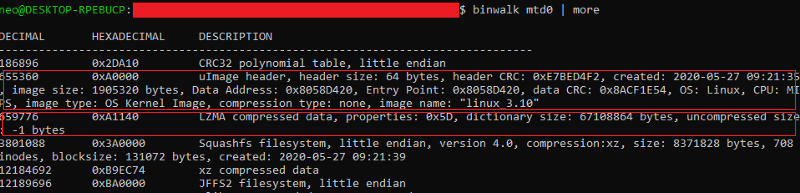 neo@DESKTOP-RPEBUCP: $ binwalk mtd0 | more
DECIMAL HEXADECIMAL DESCRIPTION
--------------------------------------------------------------------------------
186896 0x2DA10 CRC32 polynomial table, little endian
655360 0xA0000 uImage header, header size: 64 bytes, header CRC: 0xE7BED4F2, created: 2020-05-27 09:21:35
, image size: 1905320 bytes, Data Address: 0x8058D420, Entry Point: 0x8058D420, data CRC: 0x8ACF1E54, OS: Linux, CPU: MI
PS, image type: OS Kernel Image, compression type: none, image name: "linux_3.10"
659776 0xA1140 LZMA compressed data, properties: 0x5D, dictionary size: 67108864 bytes, uncompressed size
: -1 bytes
3801088 0x3A0000 Squashfs filesystem, little endian, version 4.0, compression:xz, size: 8371828 bytes, 708
inodes, blocksize: 131072 bytes, created: 2020-05-27 09:21:39
12184692 0xB9EC74 xz compressed data
12189696 0xBA0000 JFFS2 filesystem, little endian